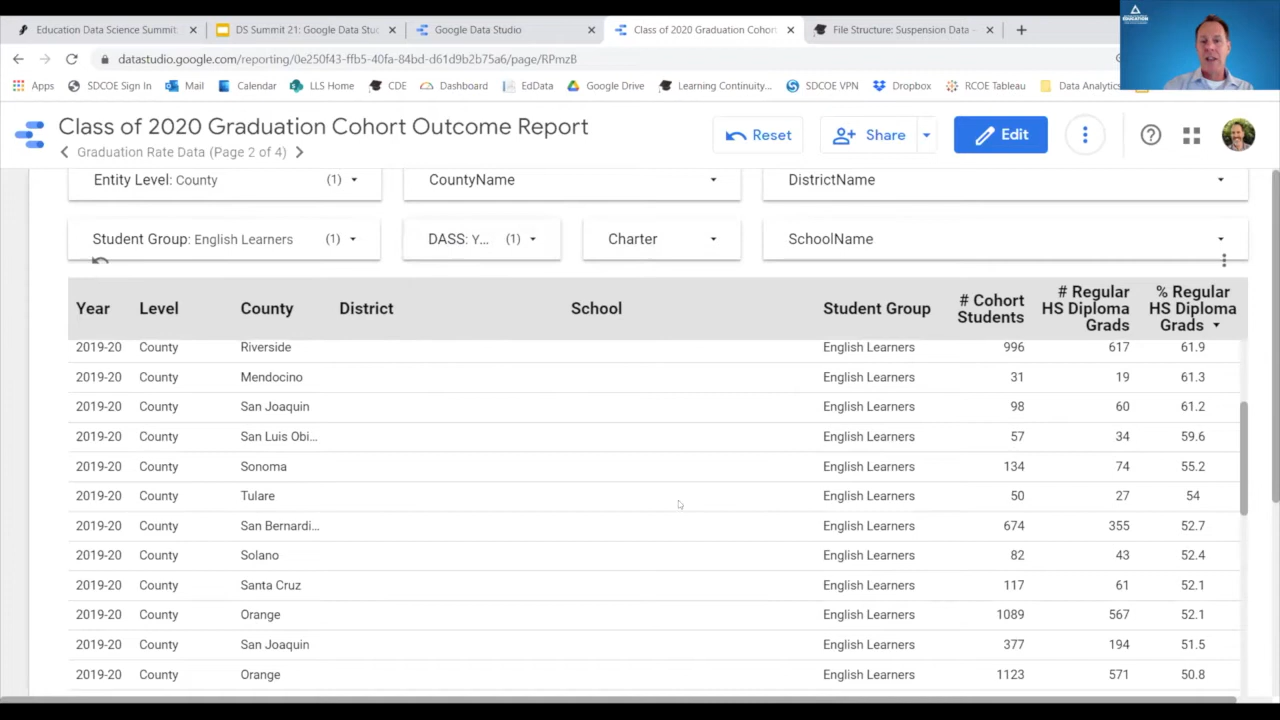 Education Data Science Summit
DS Summit 21: Google Data Stud
Google Data Studio
Class of 2020 Graduation Cohort
File Structure: Suspension Data -
EDUCATION
datastudio.google.com/reporting/0e250f43-ffb5-40fa-84bd-d61d9b2b75a6/page/RPmzB
Apps SDCOE Sign In Mail Calendar LLS Home CDE Dashboard EdData Google Drive Learning Continuity... SDCOE VPN Dropbox RCOE Tableau Data Analytics
Class of 2020 Graduation Cohort Outcome Report
Reset Share Edit
Graduation Rate Data (Page 2 of 4)
Entity Level: County (1) CountyName DistrictName
Student Group: English Learners (1) DASS: Y... (1) Charter SchoolName
Year Level County District School Student Group # Cohort Students # Regular HS Diploma Grads % Regular HS Diploma Grads
2019-20 County Riverside English Learners 996 617 61.9
2019-20 County Mendocino English Learners 31 19 61.3
2019-20 County San Joaquin English Learners 98 60 61.2
2019-20 County San Luis Obi... English Learners 57 34 59.6
2019-20 County Sonoma English Learners 134 74 55.2
2019-20 County Tulare English Learners 50 27 54
2019-20 County San Bernardi... English Learners 674 355 52.7
2019-20 County Solano English Learners 82 43 52.4
2019-20 County Santa Cruz English Learners 117 61 52.1
2019-20 County Orange English Learners 1089 567 52.1
2019-20 County San Joaquin English Learners 377 194 51.5
2019-20 County Orange English Learners 1123 571 50.8